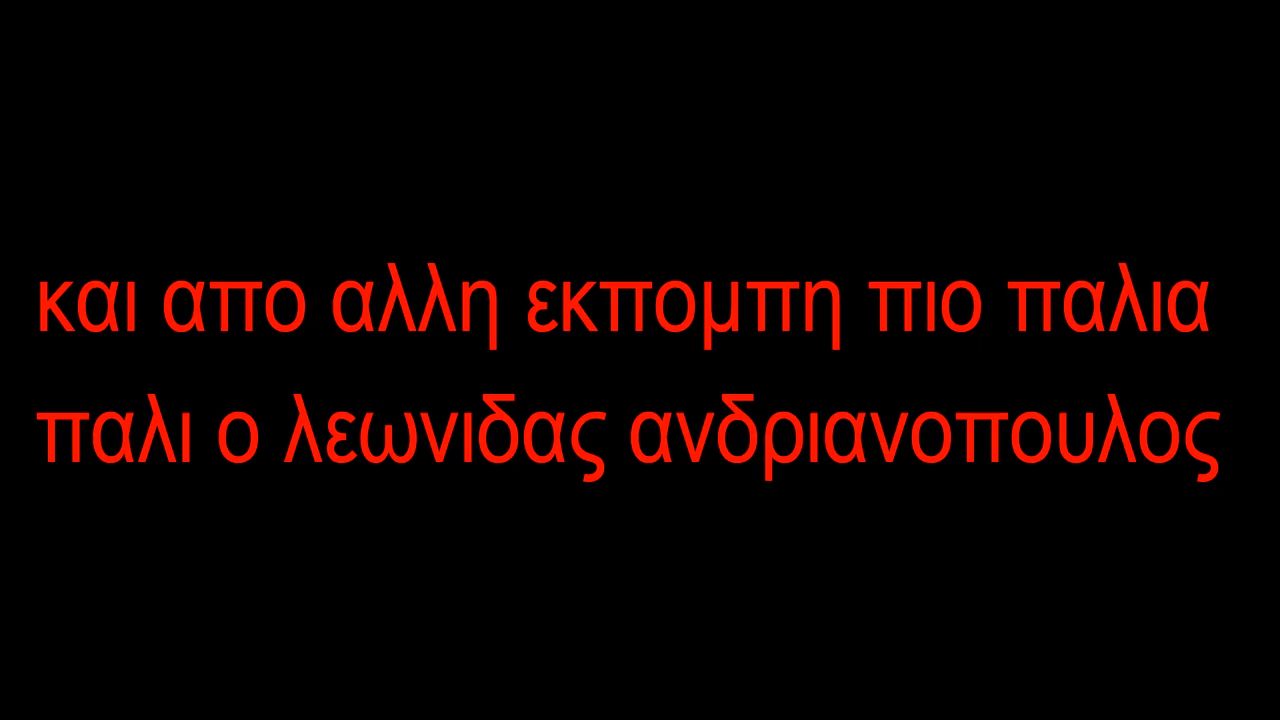 και απο αλλη εκπομπη πιο παλια
παλι ο λεωνιδας ανδριανοπουλος